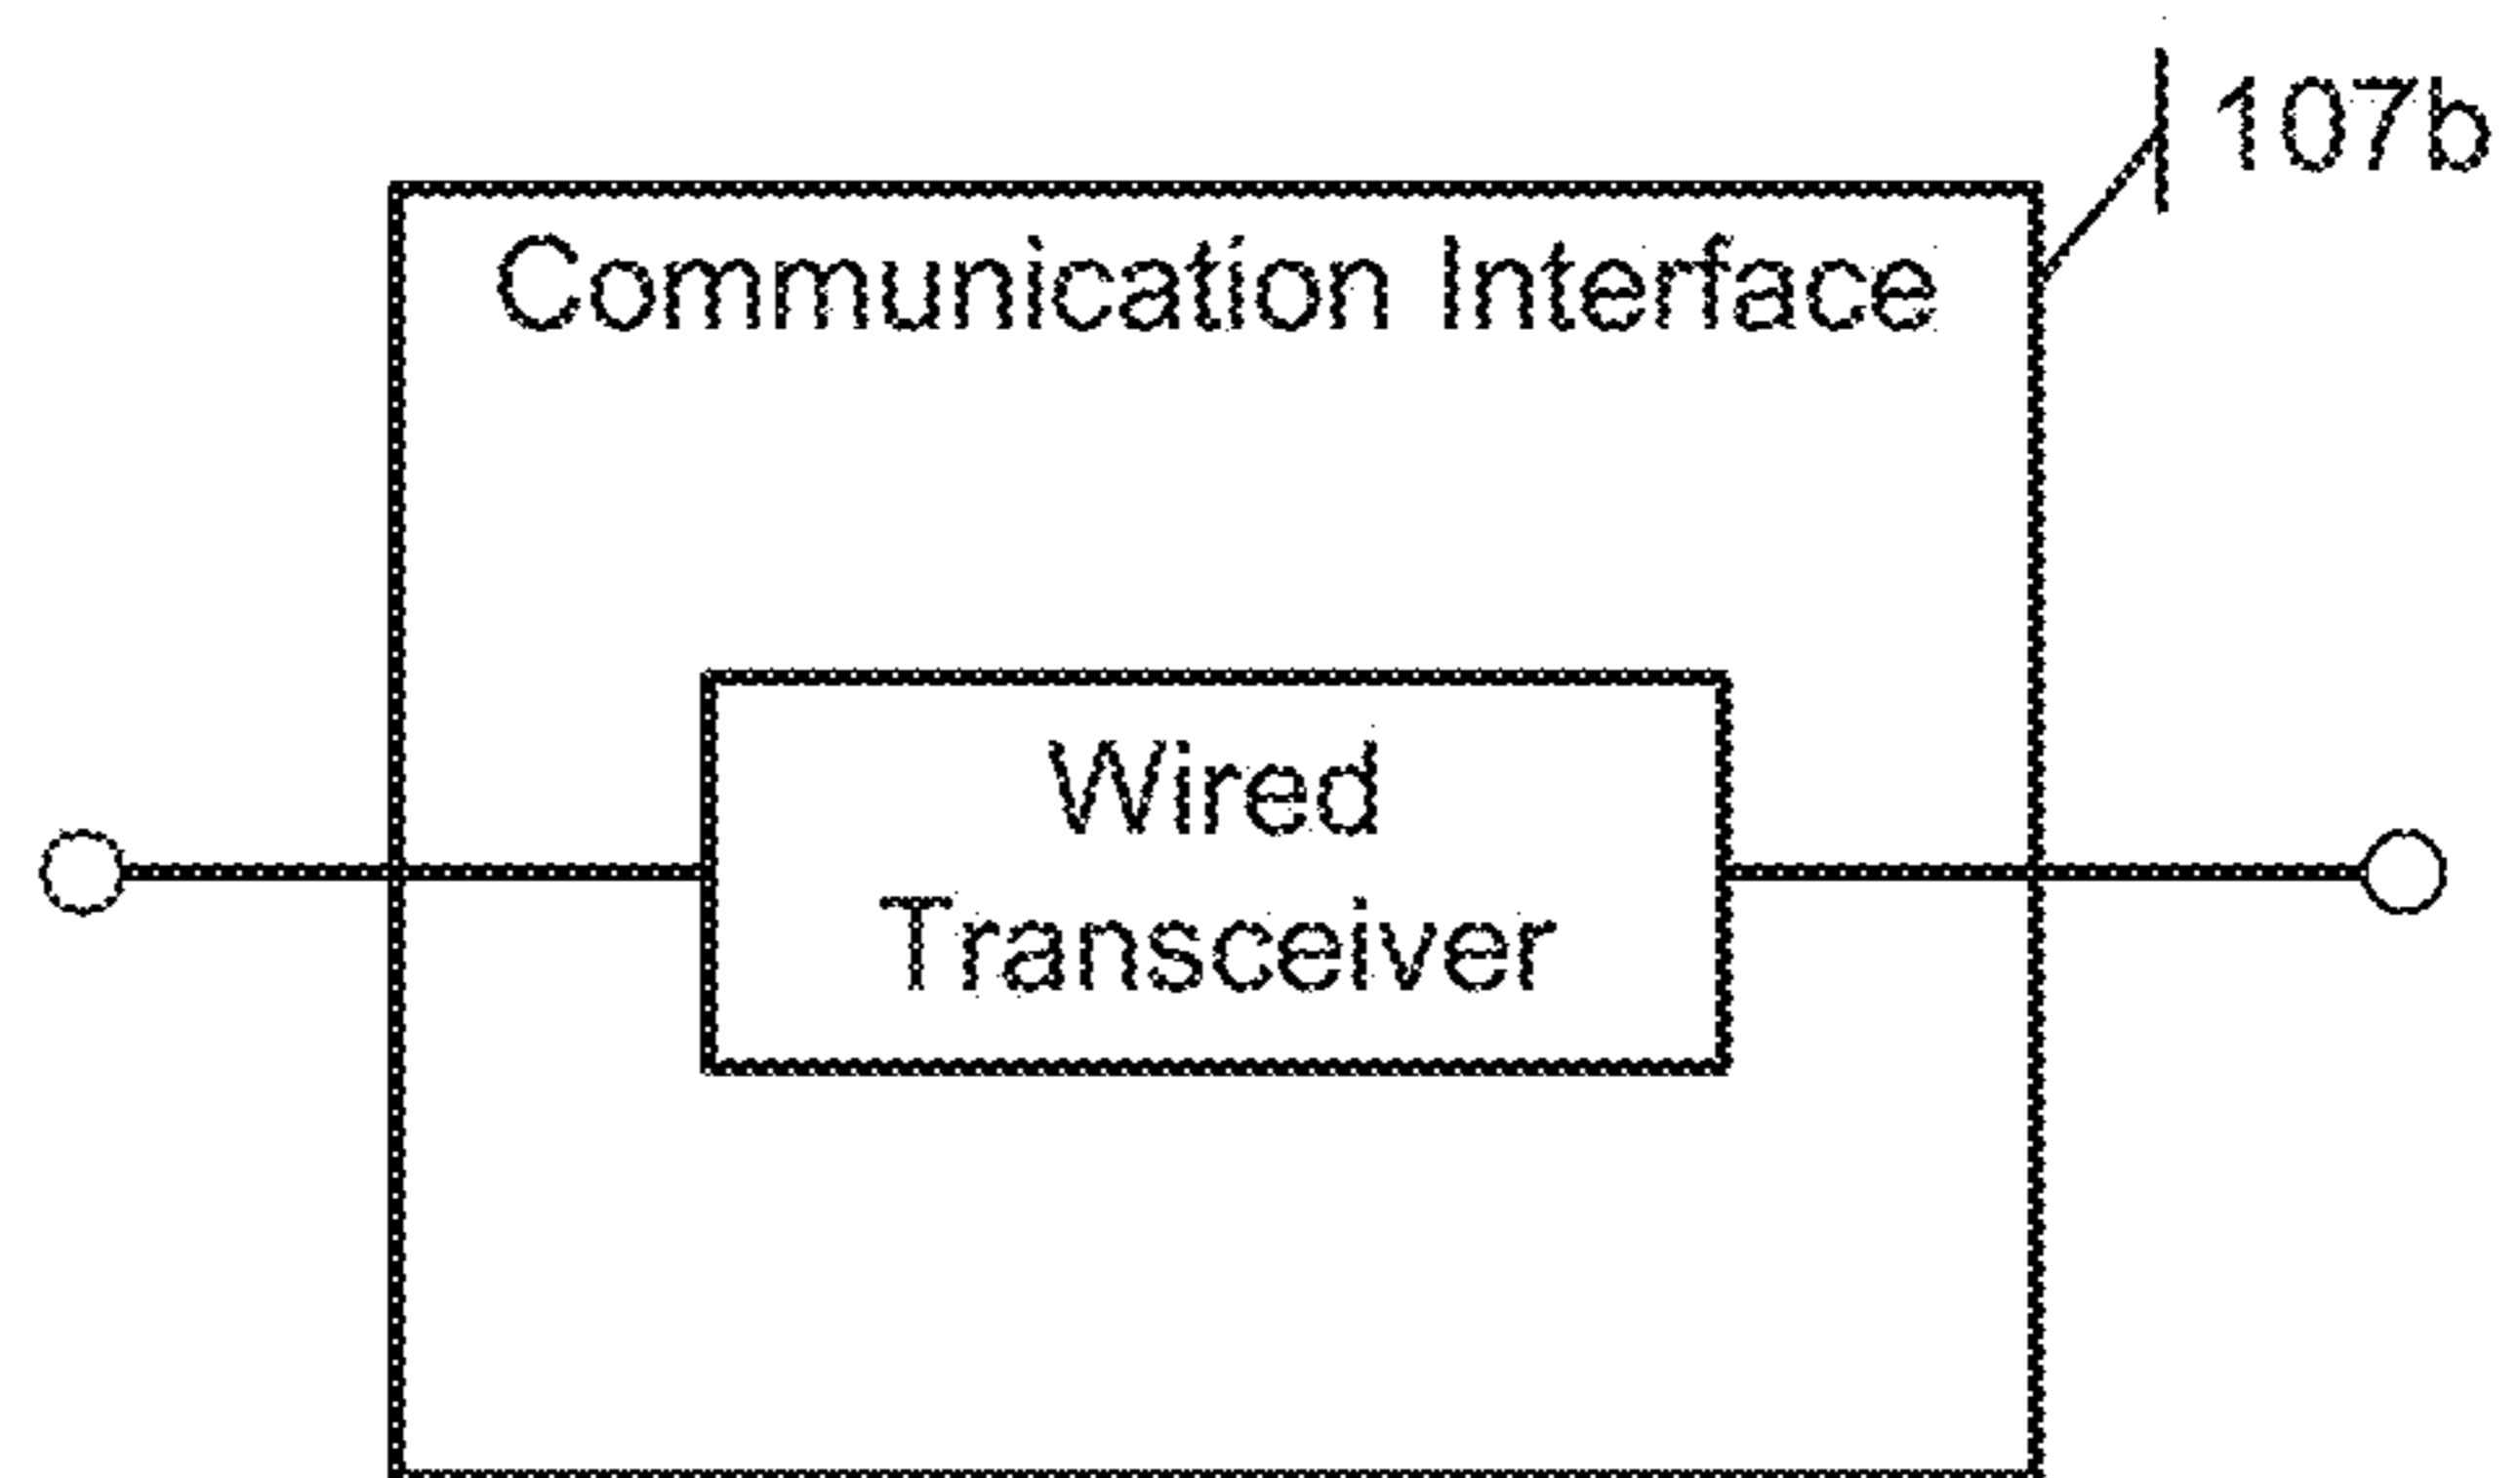 107b
Communication Interface
Wired
Transceiver